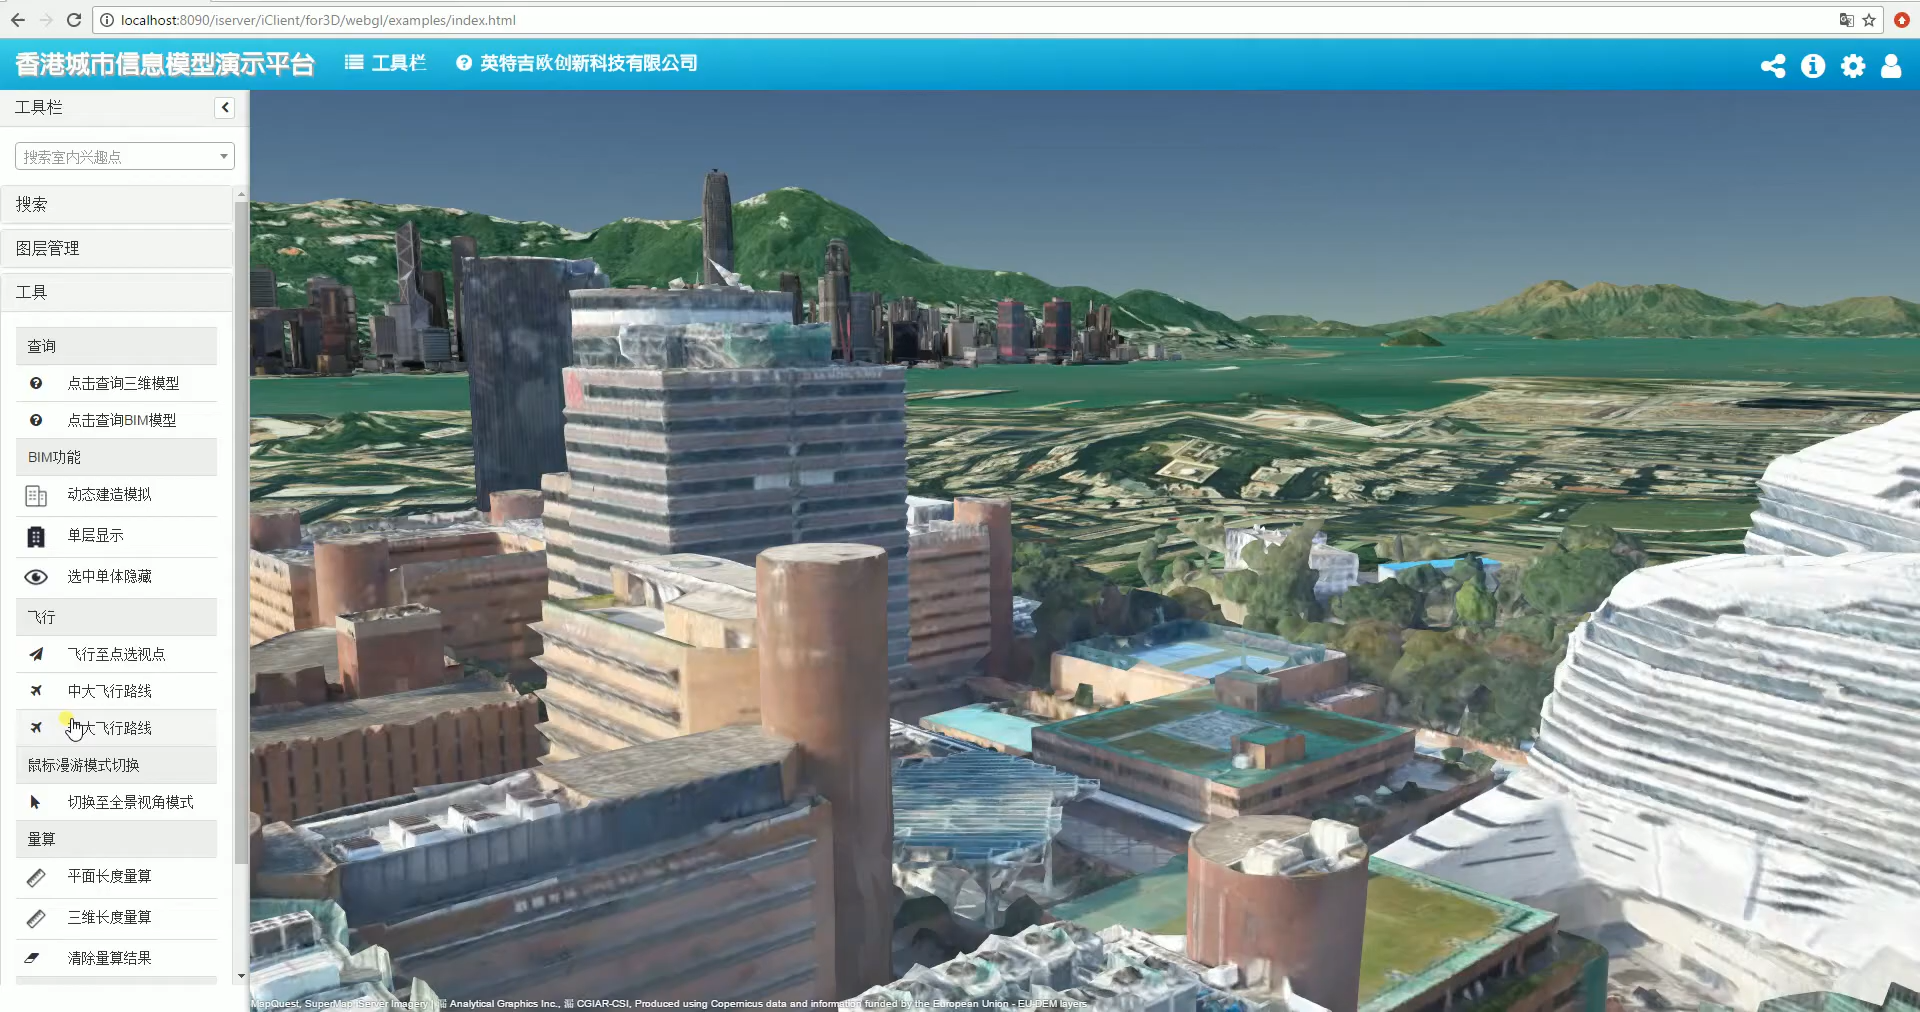 localhost:8090/iserver/iClient/for3D/webgl/examples/index.html
香港城市信息模型演示平台
工具栏
英特吉欧创新科技有限公司
工具栏
搜索室内兴趣点
搜索
图层管理
工具
查询
点击查询三维模型
点击查询BIM模型
BIM功能
动态建造模拟
单层显示
选中单体隐藏
飞行
飞行至点选视点
中大飞行路线
大飞行路线
鼠标漫游模式切换
切换至全景视角模式
量算
平面长度量算
三维长度量算
清除量算结果
MapQuest, SuperMap iServer Imagery | Analytical Graphics Inc., CGIAR-CSI, Produced using Copernicus data and information funded by the European Union - EU-DEM layers